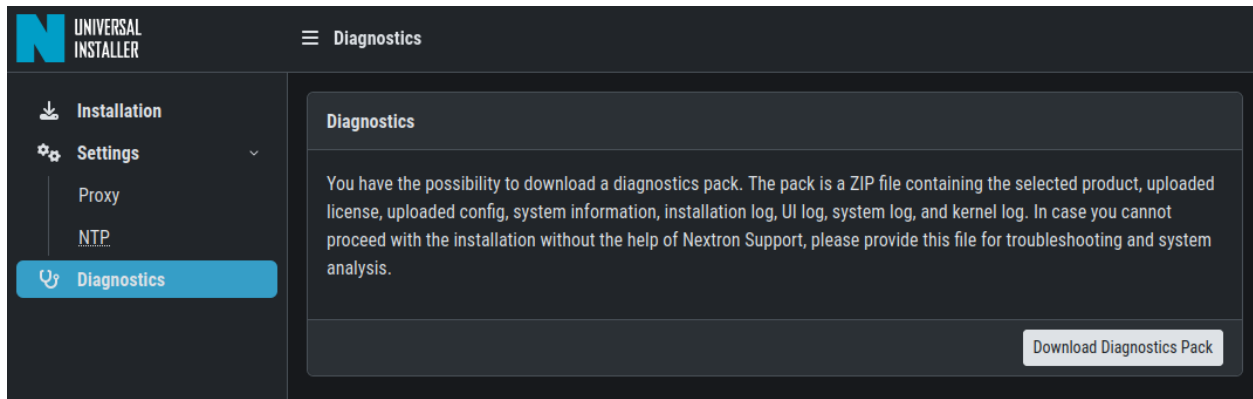 UNIVERSAL
INSTALLER
Diagnostics
Installation
Settings
Proxy
NTP
Diagnostics
Diagnostics
You have the possibility to download a diagnostics pack. The pack is a ZIP file containing the selected product, uploaded
license, uploaded config, system information, installation log, UI log, system log, and kernel log. In case you cannot
proceed with the installation without the help of Nextron Support, please provide this file for troubleshooting and system
analysis.
Download Diagnostics Pack